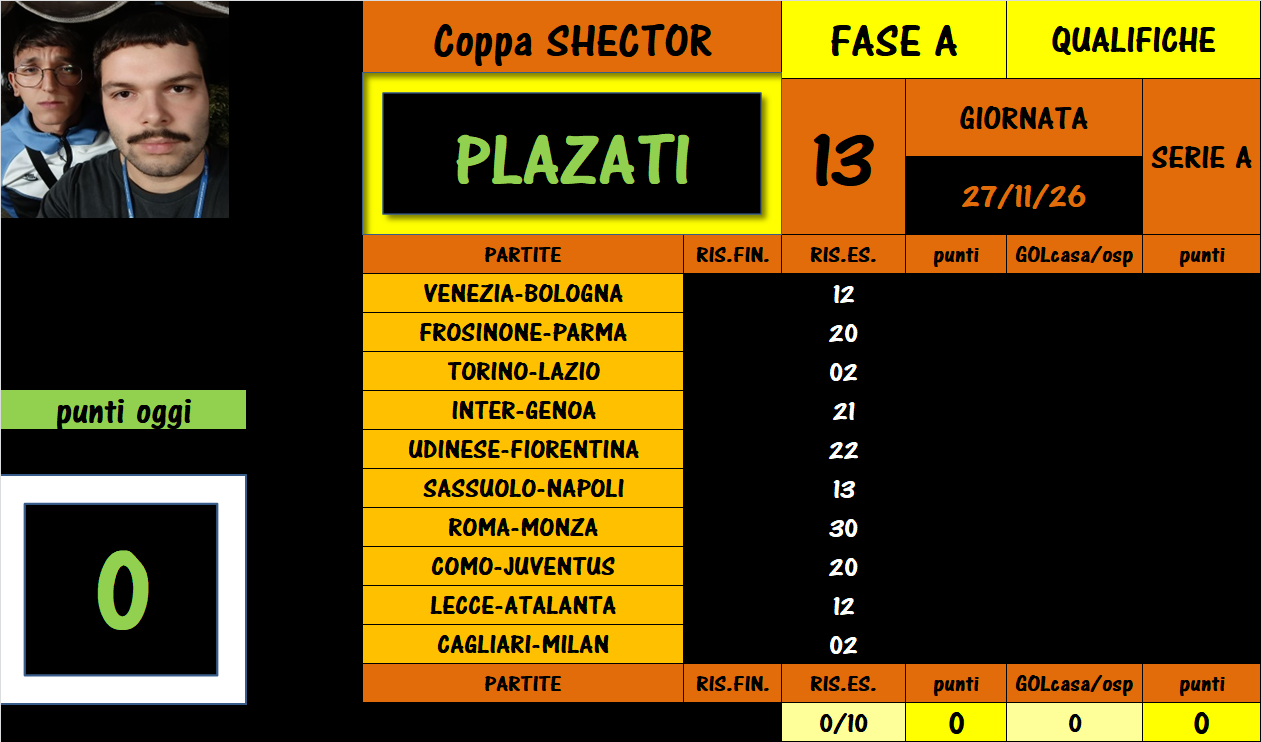 Coppa SHECTOR
FASE A
QUALIFICHE
PLAZATI
13
GIORNATA
27/11/26
SERIE A
PARTITE RIS.FIN. RIS.ES. punti GOLcasa/osp punti
VENEZIA-BOLOGNA 12
FROSINONE-PARMA 20
TORINO-LAZIO 02
INTER-GENOA 21
UDINESE-FIORENTINA 22
SASSUOLO-NAPOLI 13
ROMA-MONZA 30
COMO-JUVENTUS 20
LECCE-ATALANTA 12
CAGLIARI-MILAN 02
PARTITE RIS.FIN. RIS.ES. punti GOLcasa/osp punti
0/10 0 0 0
punti oggi
0